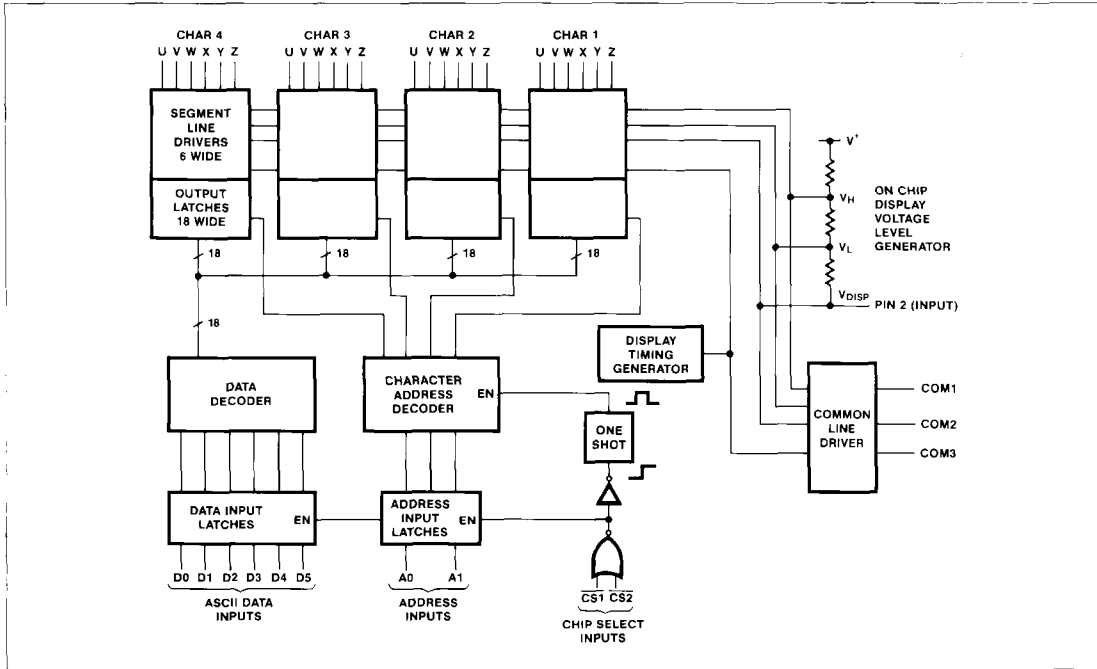 CHAR 4 CHAR 3 CHAR 2 CHAR 1
U V W X Y Z U V W X Y Z U V W X Y Z U V W X Y Z
SEGMENT
LINE
DRIVERS
6 WIDE
OUTPUT
LATCHES
18 WIDE
V+
VH
VL
VDISP
ON CHIP
DISPLAY
VOLTAGE
LEVEL
GENERATOR
PIN 2 (INPUT)
18 18 18 18
18
DATA
DECODER
CHARACTER
ADDRESS
DECODER
EN
DISPLAY
TIMING
GENERATOR
ONE
SHOT
COMMON
LINE
DRIVER
COM1
COM2
COM3
DATA INPUT
LATCHES
EN
ADDRESS
INPUT
LATCHES
EN
D0 D1 D2 D3 D4 D5
ASCII DATA
INPUTS
A0 A1
ADDRESS
INPUTS
C̅S̅1̅ C̅S̅2̅
CHIP SELECT
INPUTS